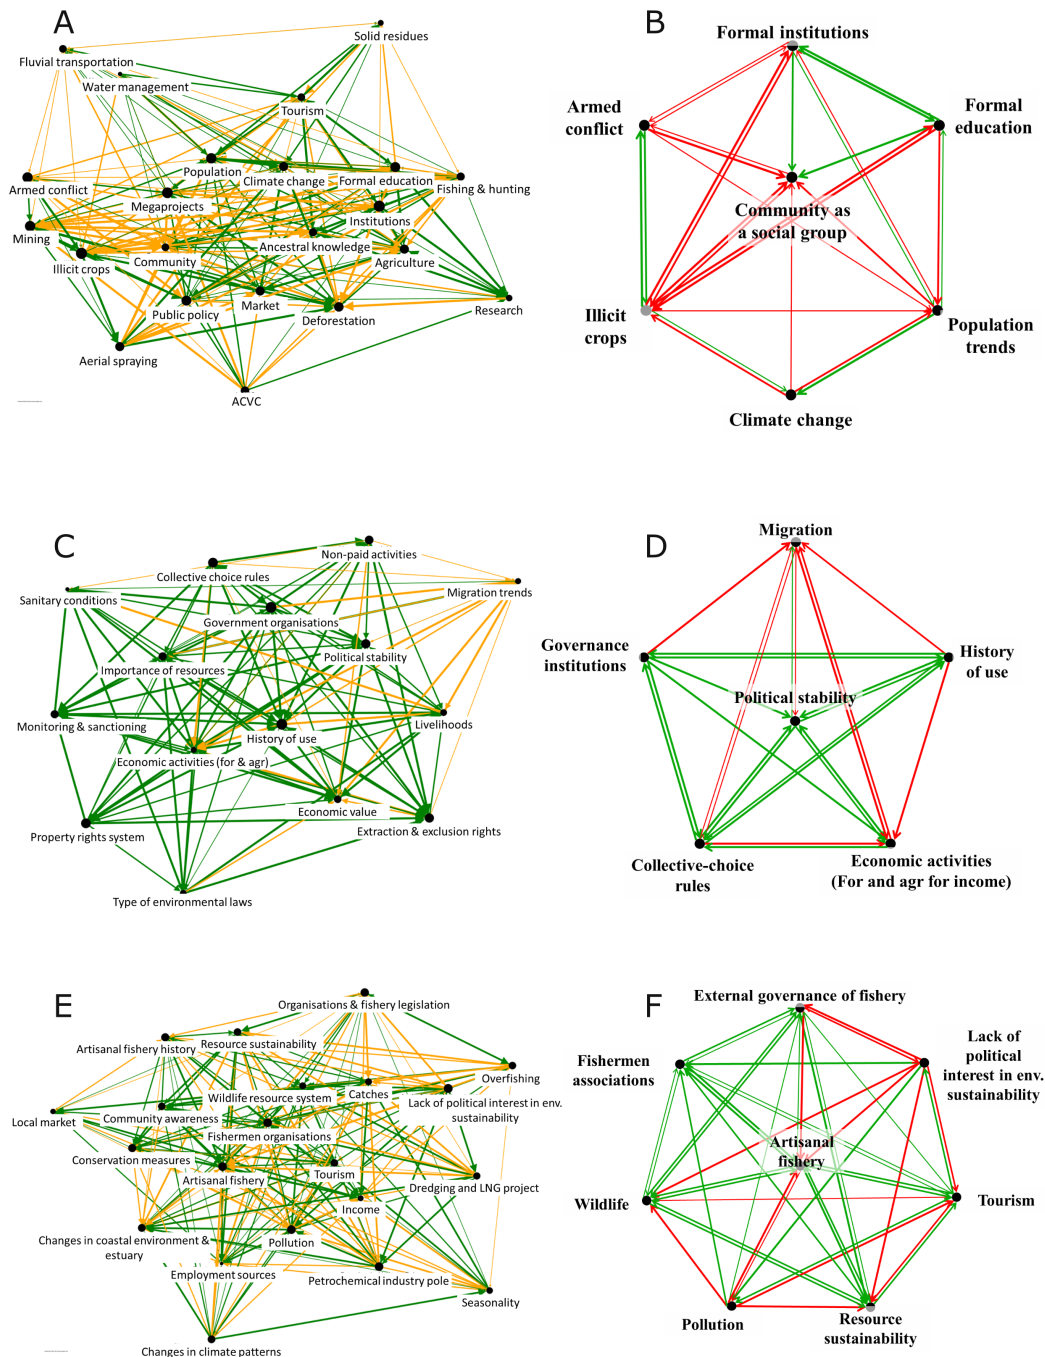 A
Solid residues
Fluvial transportation
Water management
Tourism
Population
Climate change
Formal education
Fishing & hunting
Armed conflict
Megaprojects
Institutions
Mining
Ancestral knowledge
Community
Agriculture
Illicit crops
Public policy
Market
Deforestation
Research
Aerial spraying
ACVC
B
Formal institutions
Armed
conflict
Formal
education
Community as
a social group
Illicit
crops
Population
trends
Climate change
C
Non-paid activities
Collective choice rules
Sanitary conditions
Migration trends
Government organisations
Political stability
Importance of resources
Monitoring & sanctioning
Livelihoods
History of use
Economic activities (for & agr)
Economic value
Property rights system
Extraction & exclusion rights
Type of environmental laws
D
Migration
Governance
institutions
History
of use
Political stability
Collective-choice
rules
Economic activities
(For and agr for income)
E
Organisations & fishery legislation
Artisanal fishery history
Resource sustainability
Overfishing
Wildlife resource system
Catches
Lack of political interest in env.
sustainability
Local market
Community awareness
Fishermen organisations
Conservation measures
Artisanal fishery
Tourism
Dredging and LNG project
Income
Changes in coastal environment &
estuary
Pollution
Employment sources
Petrochemical industry pole
Seasonality
Changes in climate patterns
F
External governance of fishery
Fishermen
associations
Lack of
political
interest in env.
sustainability
Artisanal
fishery
Wildlife
Tourism
Pollution
Resource
sustainability